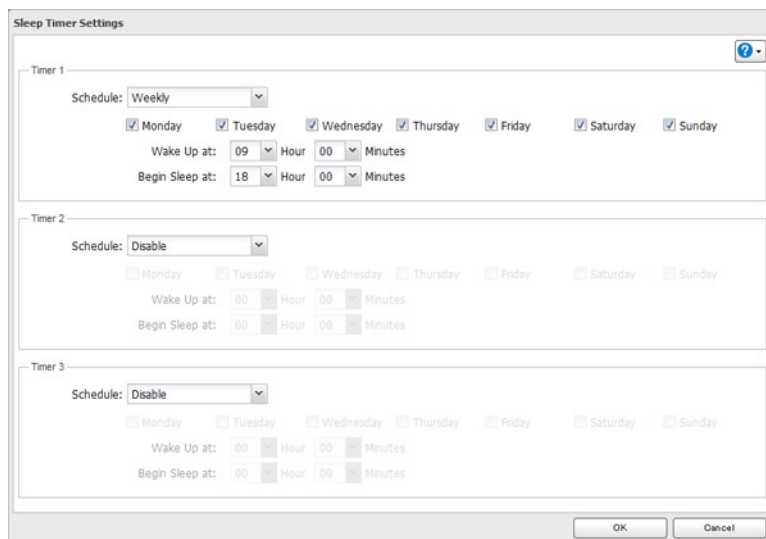 Sleep Timer Settings
?
Timer 1
Schedule: Weekly
Monday Tuesday Wednesday Thursday Friday Saturday Sunday
Wake Up at: 09 Hour 00 Minutes
Begin Sleep at: 18 Hour 00 Minutes
Timer 2
Schedule: Disable
Monday Tuesday Wednesday Thursday Friday Saturday Sunday
Wake Up at: 00 Hour 00 Minutes
Begin Sleep at: 00 Hour 00 Minutes
Timer 3
Schedule: Disable
Monday Tuesday Wednesday Thursday Friday Saturday Sunday
Wake Up at: 00 Hour 00 Minutes
Begin Sleep at: 00 Hour 00 Minutes
OK Cancel